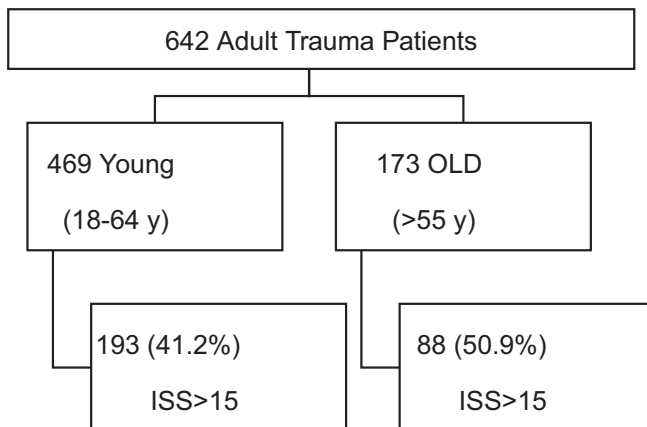 642 Adult Trauma Patients
469 Young
(18-64 y)
173 OLD
(>55 y)
193 (41.2%)
ISS>15
88 (50.9%)
ISS>15